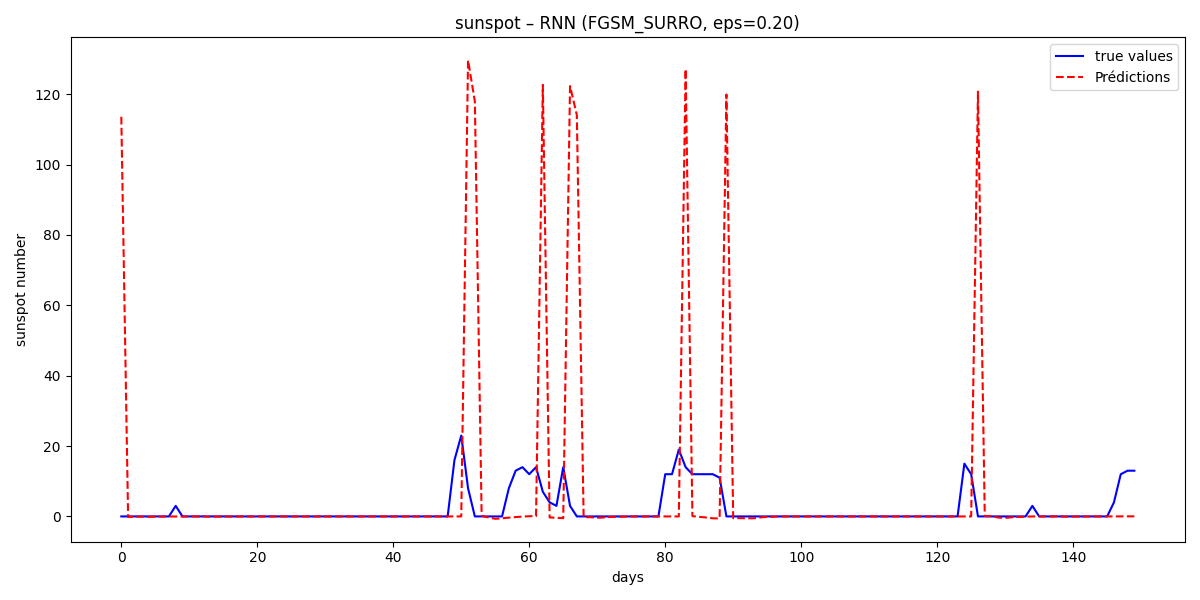 sunspot – RNN (FGSM_SURRO, eps=0.20)
true values
Prédictions
sunspot number
120
100
80
60
40
20
0
0 20 40 60 80 100 120 140
days